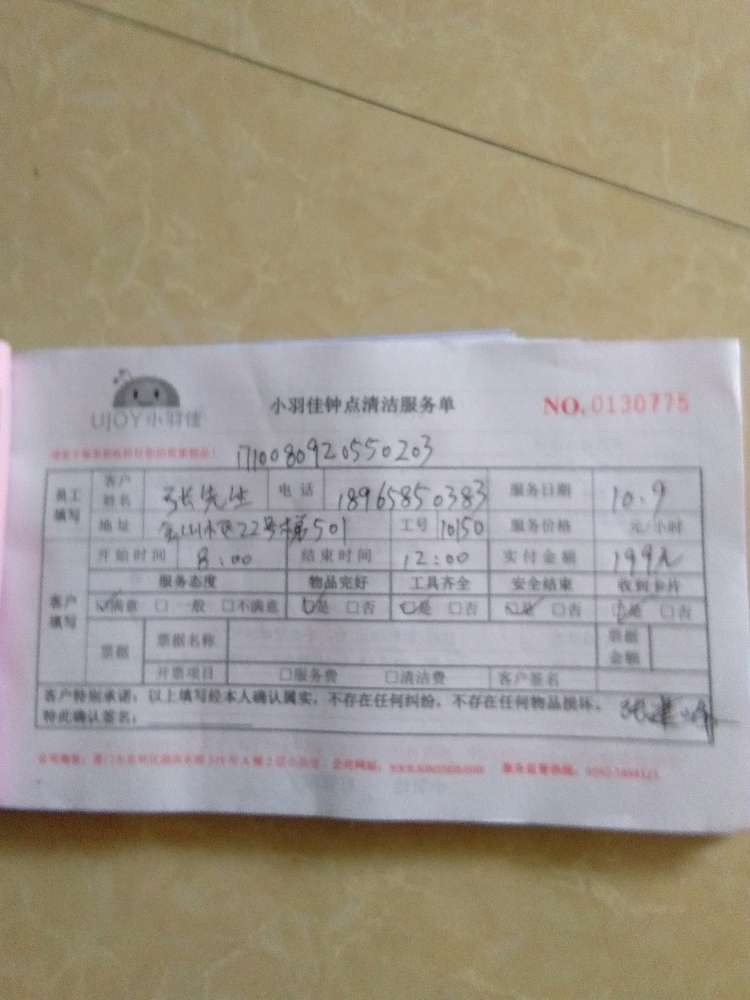 UJOY小羽佳
小羽佳钟点清洁服务单 NO.0130775
1710080920550203
员工填写 客户姓名 张先生 电话 18965850383 服务日期 10.9
地址 22号梯501 工号 10150 服务价格 元/小时
开始时间 8:00 结束时间 12:00 实付金额 199元
客户填写 服务态度 物品完好 工具齐全 安全结束 收到卡片
☑满意 □一般 □不满意 ☑是 □否 ☑是 □否 ☑是 □否 ☑是 □否
票据 票据名称 票据金额
开票项目 □服务费 □清洁费 客户签名
客户特别承诺：以上填写经本人确认属实，不存在任何纠纷，不存在任何物品损坏。
特此确认签名：